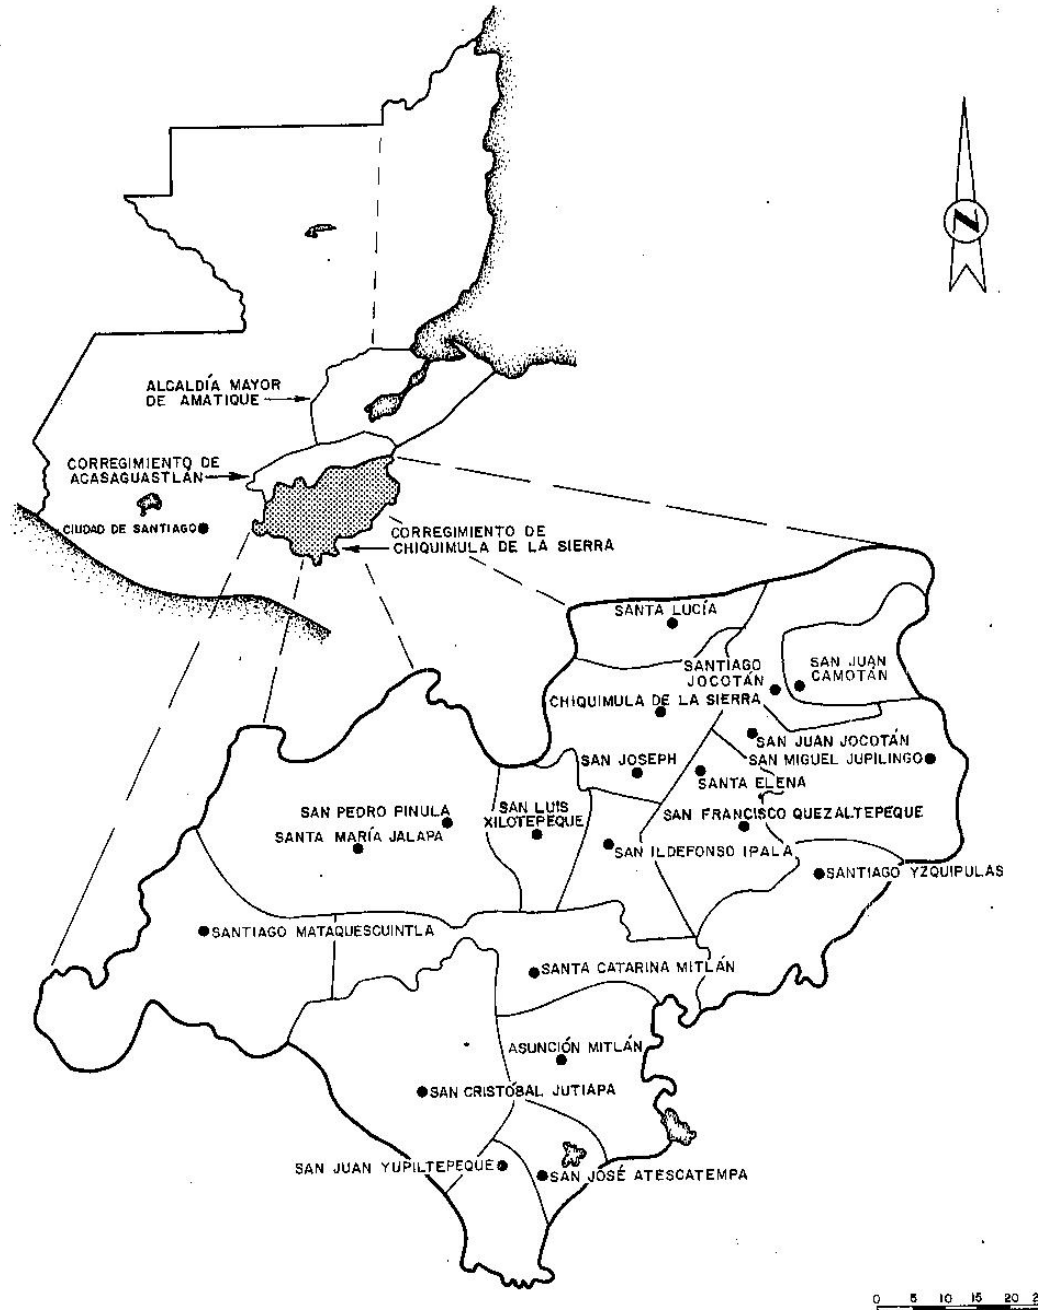 N
ALCALDÍA MAYOR
DE AMATIQUE
CORREGIMIENTO DE
ACASAGUASTLÁN
CIUDAD DE SANTIAGO
CORREGIMIENTO DE
CHIQUIMULA DE LA SIERRA
SANTA LUCÍA
SANTIAGO
JOCOTÁN
SAN JUAN
CAMOTÁN
CHIQUIMULA DE LA SIERRA
SAN JUAN JOCOTÁN
SAN JOSEPH
SAN MIGUEL JUPILINGO
SANTA ELENA
SAN PEDRO PINULA
SAN LUIS
XILOTEPEQUE
SAN FRANCISCO QUEZALTEPEQUE
SANTA MARÍA JALAPA
SAN ILDEFONSO IPALA
SANTIAGO YZQUIPULAS
SANTIAGO MATAQUESCUINTLA
SANTA CATARINA MITLÁN
ASUNCIÓN MITLÁN
SAN CRISTÓBAL JUTIAPA
SAN JUAN YUPILTEPEQUE
SAN JOSÉ ATESCATEMPA
0 5 10 15 20